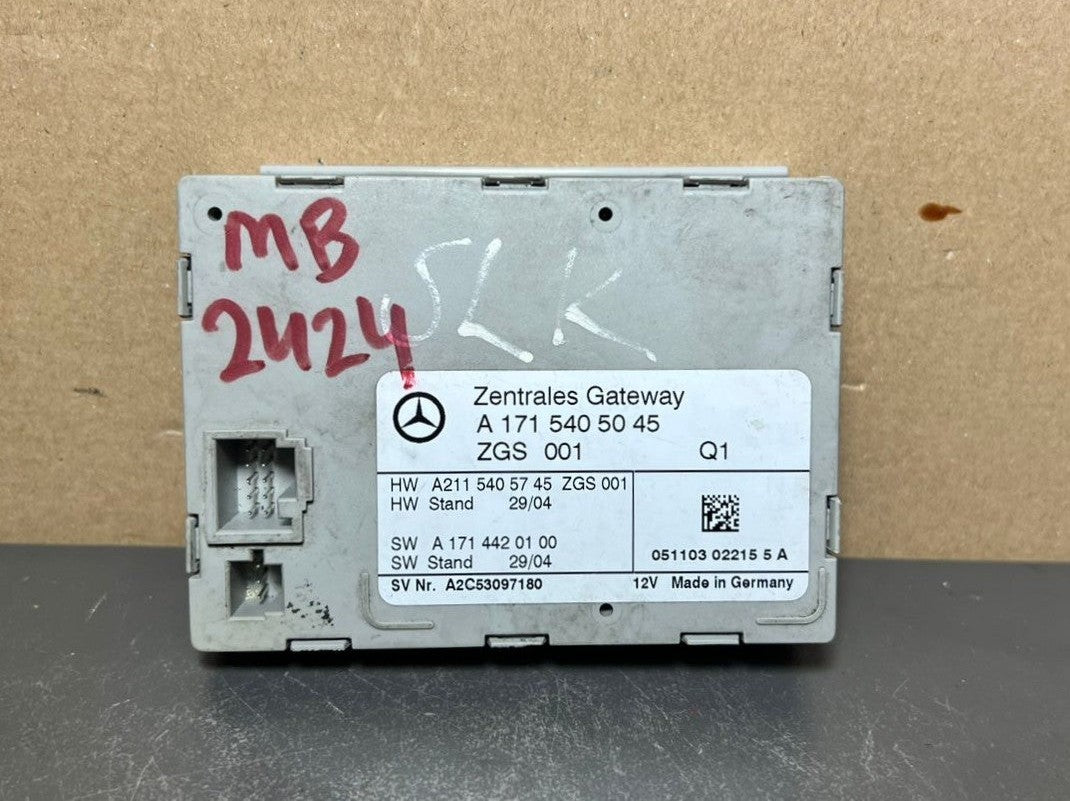 MB
2424
SLK
Zentrales Gateway
A 171 540 50 45
ZGS 001 Q1
HW A211 540 57 45 ZGS 001
HW Stand 29/04
SW A 171 442 01 00
SW Stand 29/04
051103 02215 5 A
SV Nr. A2C53097180 12V Made in Germany